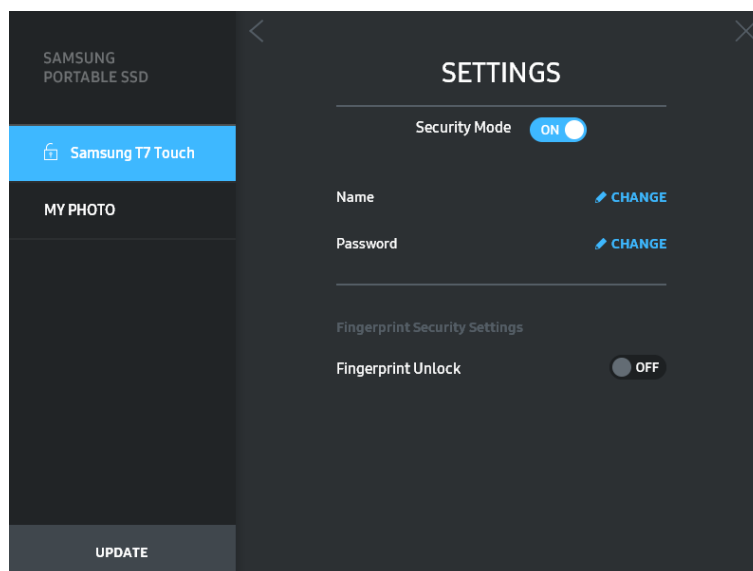 SAMSUNG
PORTABLE SSD
Samsung T7 Touch
MY PHOTO
UPDATE
SETTINGS
Security Mode ON
Name CHANGE
Password CHANGE
Fingerprint Security Settings
Fingerprint Unlock OFF